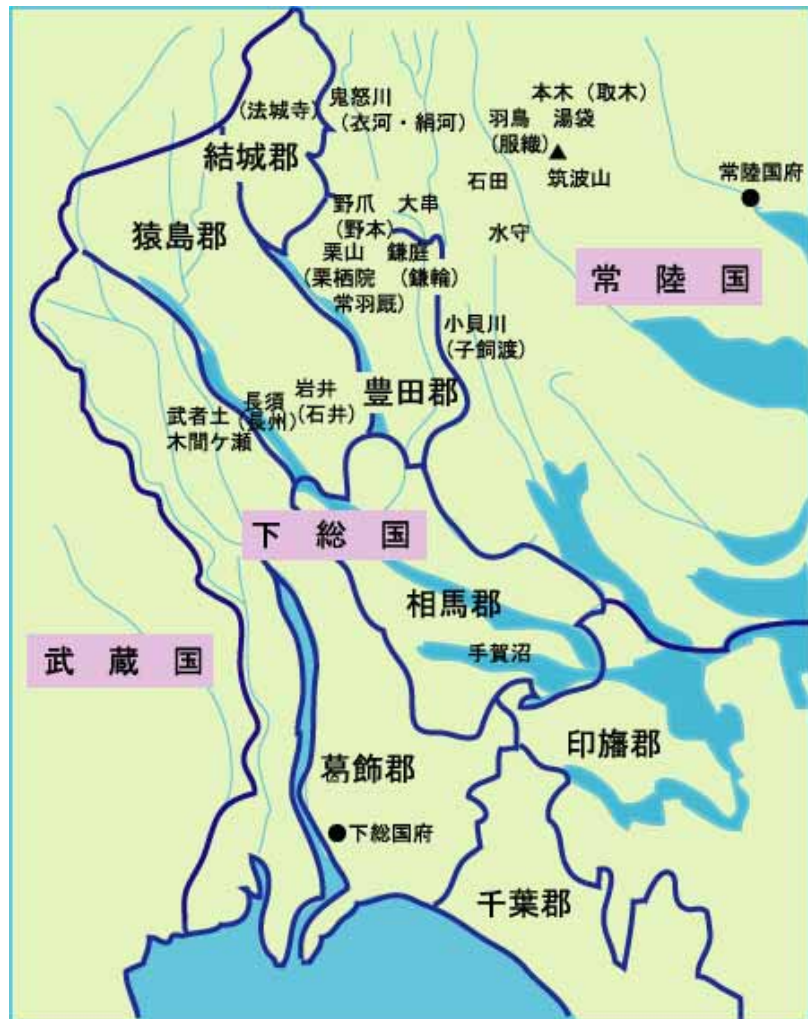 本木（取木）
鬼怒川
(法城寺)
(衣河・絹河)
羽鳥　湯袋
(服織)
結城郡
常陸国府
石田　筑波山
野爪　大串
(野本)
猿島郡
水守
栗山　鎌庭
(栗栖院　(鎌輪)
常羽厩)
常　陸　国
小貝川
(子飼渡)
豊田郡
岩井
(石井)
長須
(長州)
武者土
木間ケ瀬
下　総　国
相馬郡
手賀沼
武　蔵　国
印旛郡
葛飾郡
下総国府
千葉郡